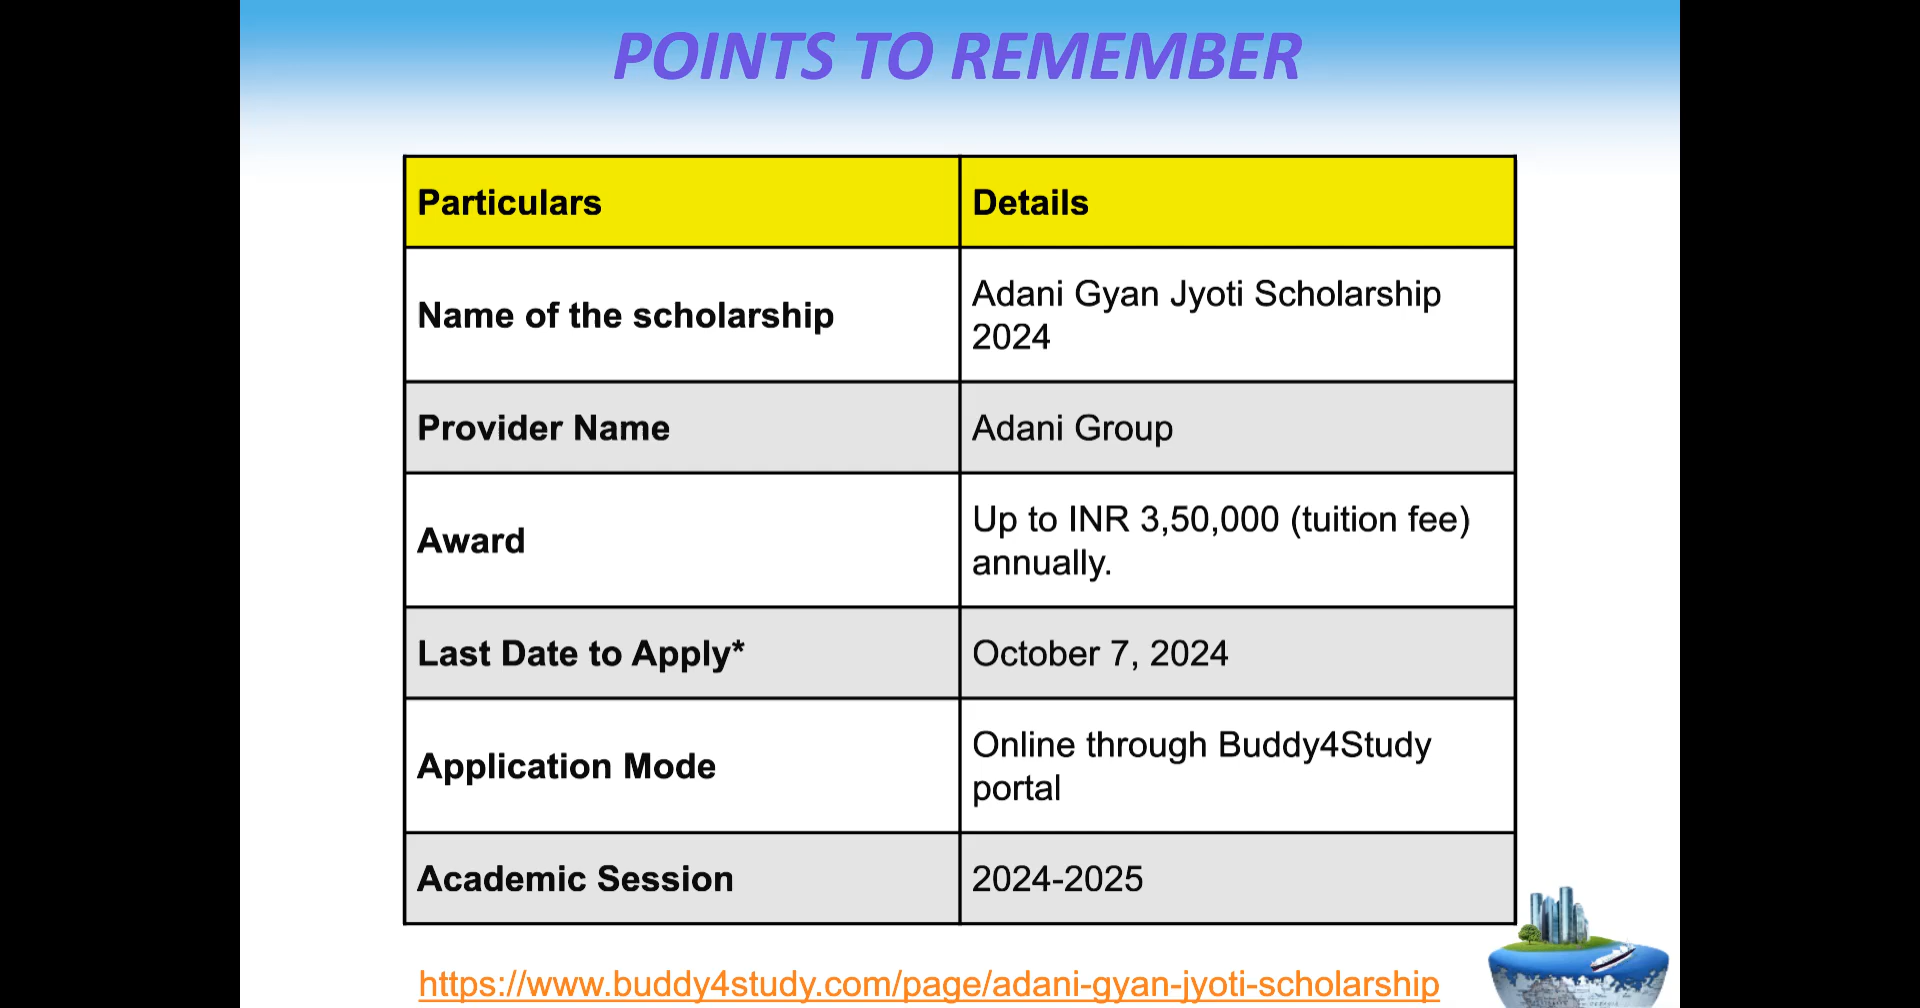 POINTS TO REMEMBER
Particulars
Details
Name of the scholarship
Adani Gyan Jyoti Scholarship
2024
Provider Name
Adani Group
Award
Up to INR 3,50,000 (tuition fee)
annually.
Last Date to Apply*
October 7, 2024
Application Mode
Online through Buddy4Study
portal
Academic Session
2024-2025
https://www.buddy4study.com/page/adani-gyan-jyoti-scholarship